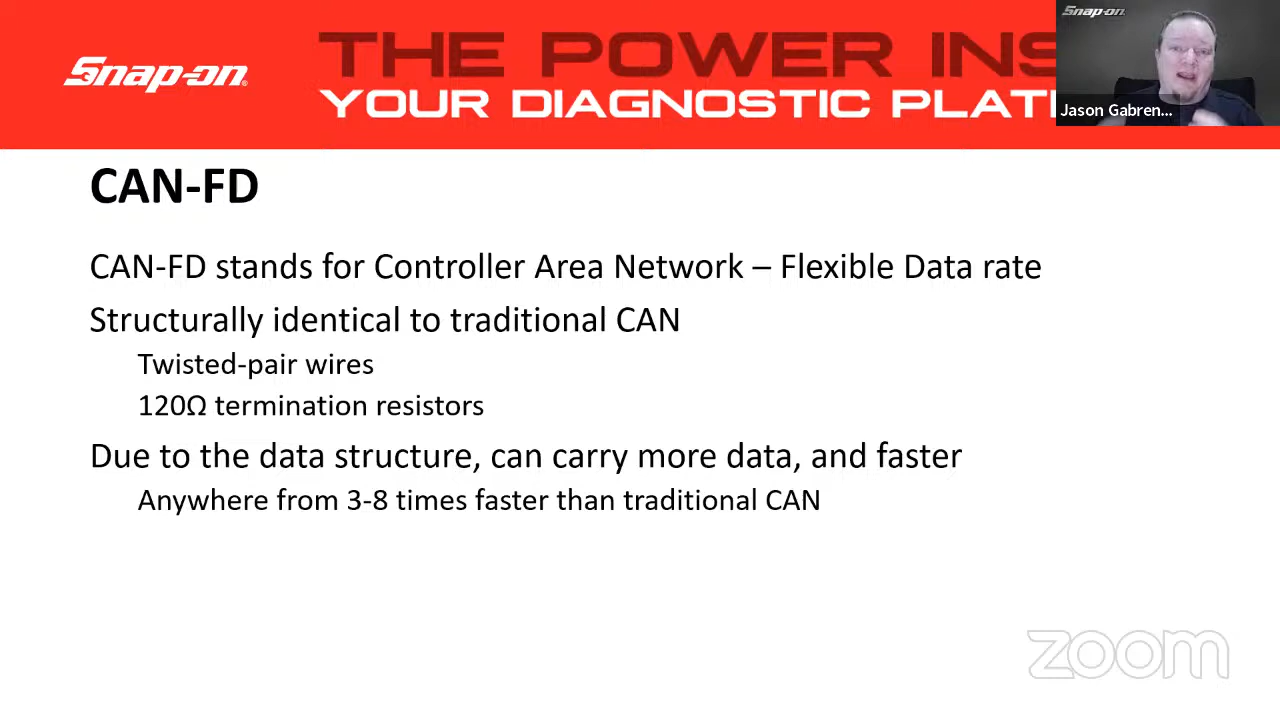 Snap-on
THE POWER INS
YOUR DIAGNOSTIC PLAT
Snap-on
Jason Gabren...
CAN-FD
CAN-FD stands for Controller Area Network – Flexible Data rate
Structurally identical to traditional CAN
Twisted-pair wires
120Ω termination resistors
Due to the data structure, can carry more data, and faster
Anywhere from 3-8 times faster than traditional CAN
zoom